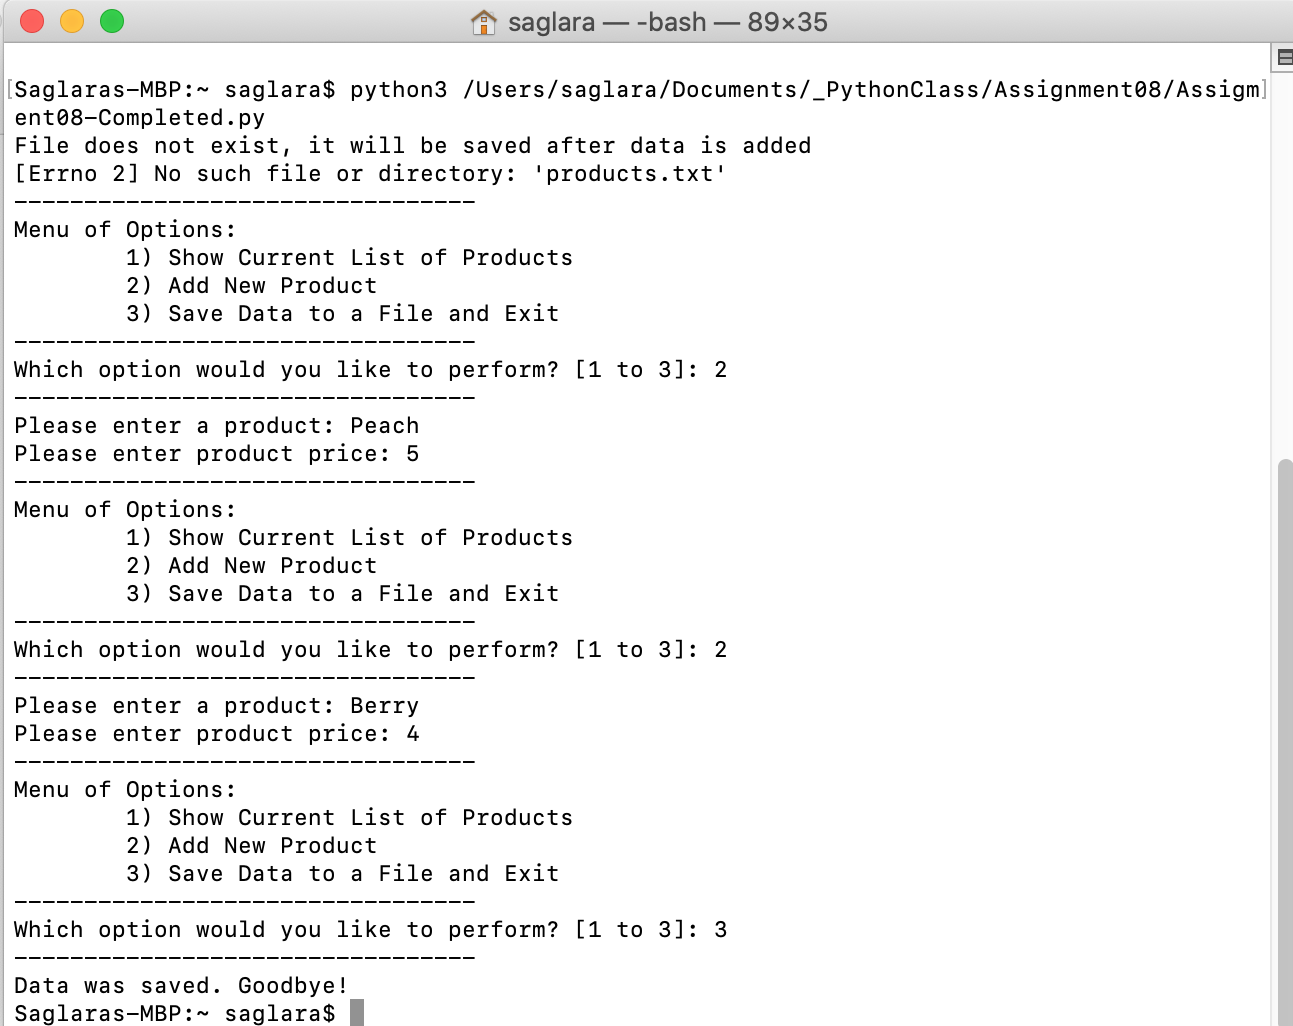 saglara — -bash — 89×35
[Saglaras-MBP:~ saglara$ python3 /Users/saglara/Documents/_PythonClass/Assignment08/Assigm]
ent08-Completed.py
File does not exist, it will be saved after data is added
[Errno 2] No such file or directory: 'products.txt'
---------------------------------
Menu of Options:
        1) Show Current List of Products
        2) Add New Product
        3) Save Data to a File and Exit
---------------------------------
Which option would you like to perform? [1 to 3]: 2
---------------------------------
Please enter a product: Peach
Please enter product price: 5
---------------------------------
Menu of Options:
        1) Show Current List of Products
        2) Add New Product
        3) Save Data to a File and Exit
---------------------------------
Which option would you like to perform? [1 to 3]: 2
---------------------------------
Please enter a product: Berry
Please enter product price: 4
---------------------------------
Menu of Options:
        1) Show Current List of Products
        2) Add New Product
        3) Save Data to a File and Exit
---------------------------------
Which option would you like to perform? [1 to 3]: 3
---------------------------------
Data was saved. Goodbye!
Saglaras-MBP:~ saglara$